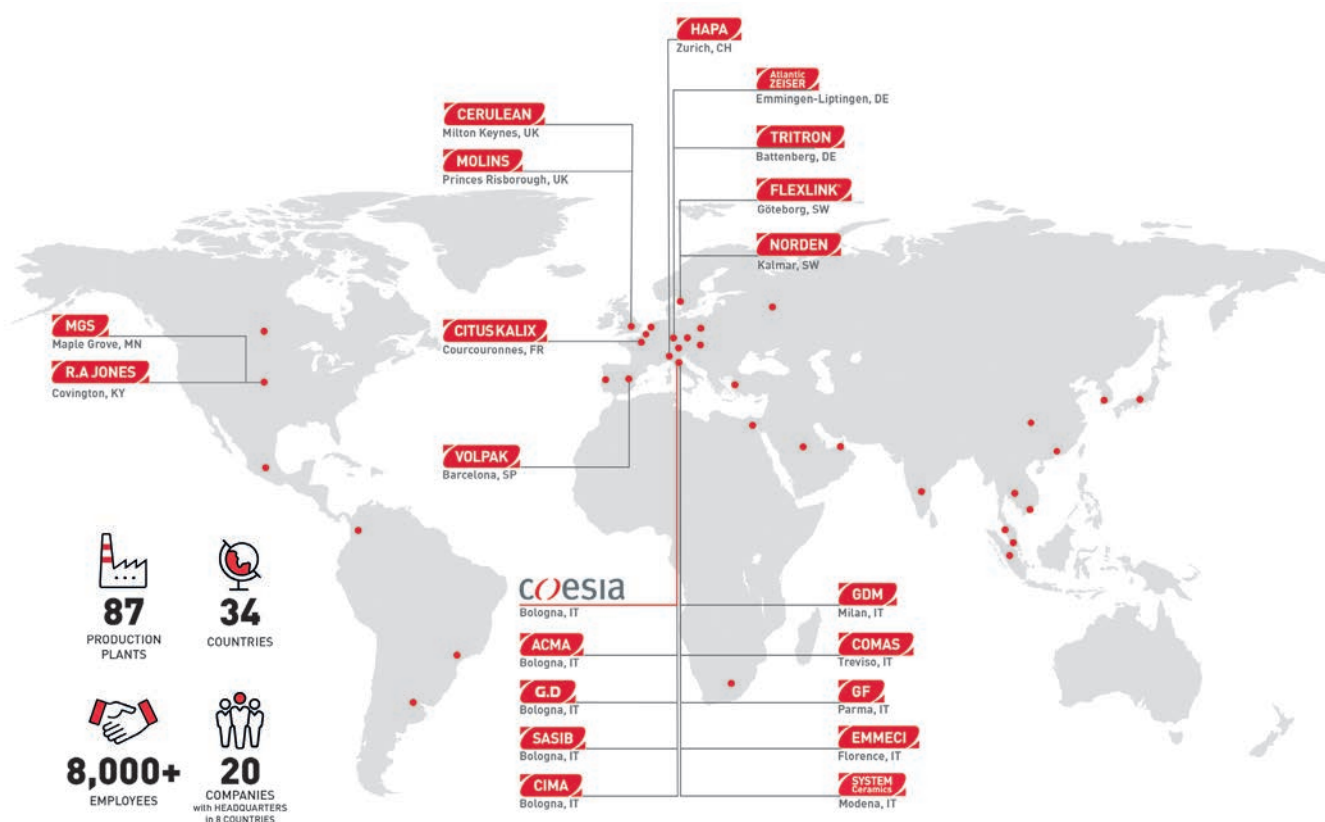 HAPA
Zurich, CH
Atlantic
ZEISER
Emmingen-Liptingen, DE
CERULEAN
Milton Keynes, UK
TRITRON
Battenberg, DE
MOLINS
Princes Risborough, UK
FLEXLINK
Göteborg, SW
NORDEN
Kalmar, SW
MGS
Maple Grove, MN
CITUS KALIX
Courcouronnes, FR
R.A JONES
Covington, KY
VOLPAK
Barcelona, SP
87
PRODUCTION
PLANTS
34
COUNTRIES
8,000+
EMPLOYEES
20
COMPANIES
with HEADQUARTERS
in 8 COUNTRIES
coesia
Bologna, IT
ACMA
Bologna, IT
G.D
Bologna, IT
SASIB
Bologna, IT
CIMA
Bologna, IT
GDM
Milan, IT
COMAS
Treviso, IT
GF
Parma, IT
EMMECI
Florence, IT
SYSTEM
Ceramics
Modena, IT